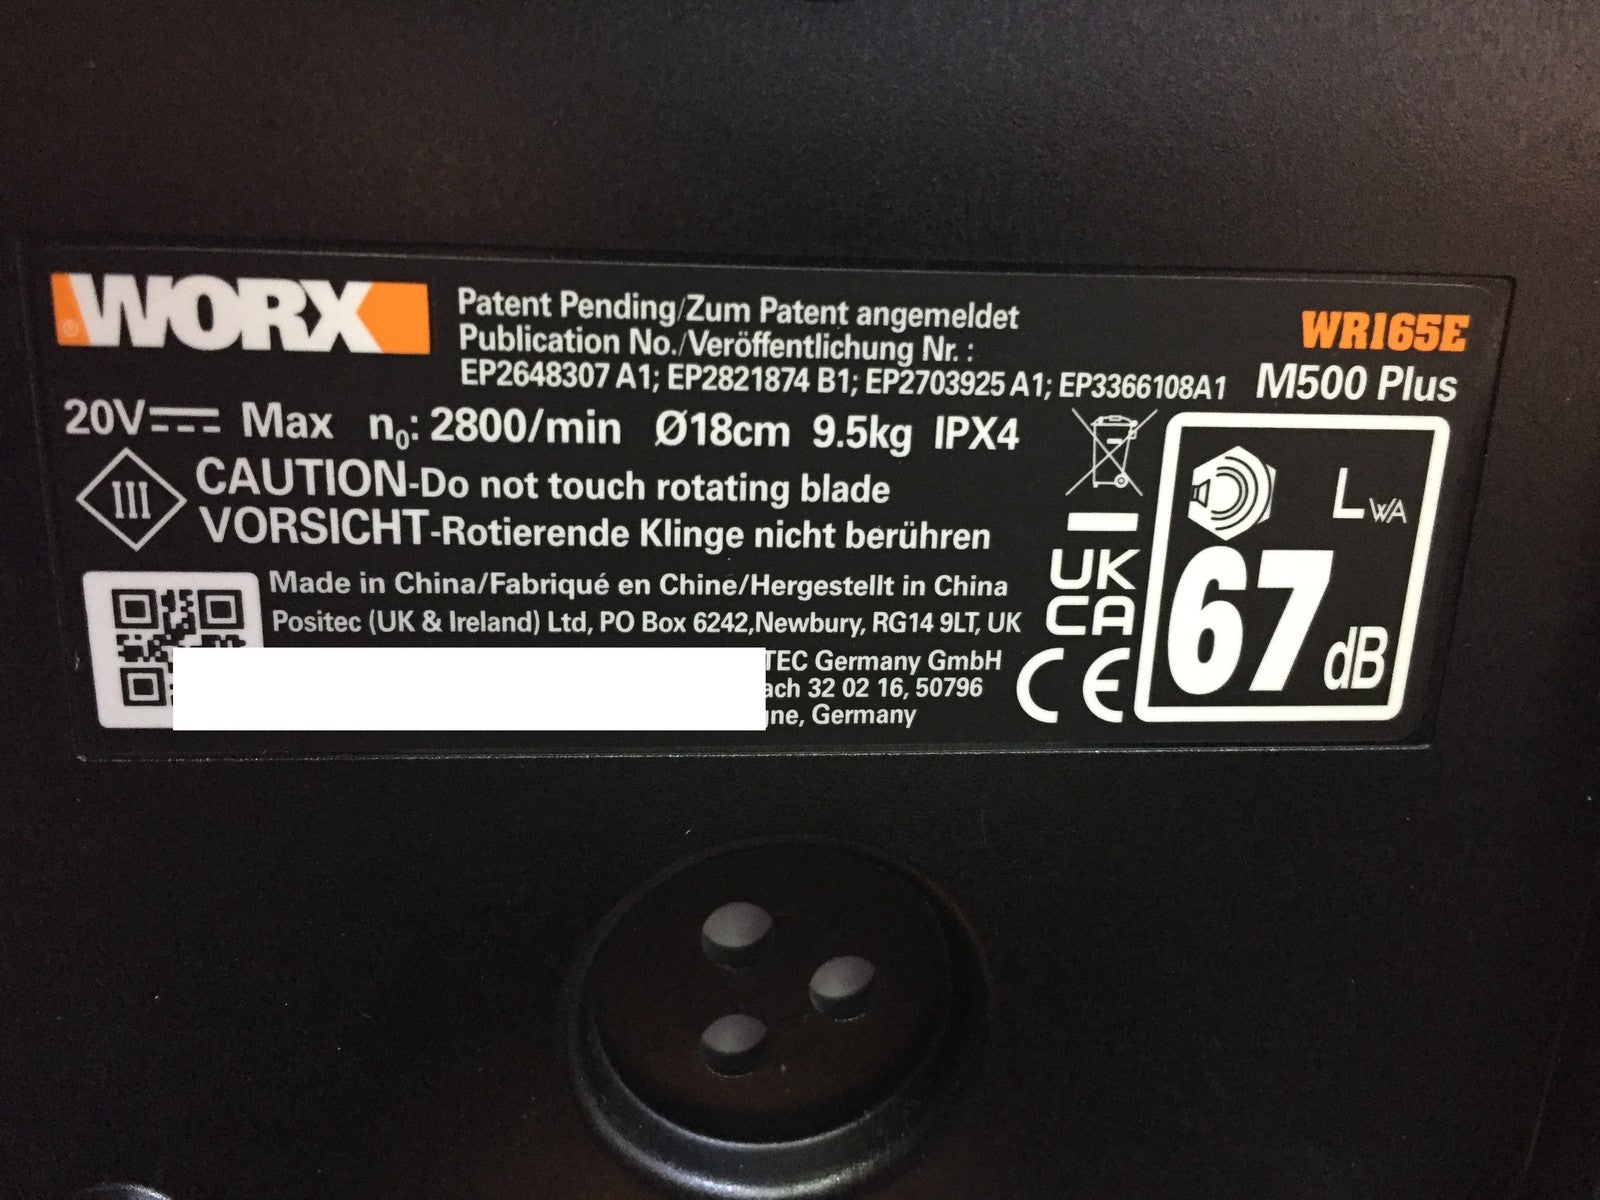 WORX
Patent Pending/Zum Patent angemeldet
Publication No./Veröffentlichung Nr. :
EP2648307 A1; EP2821874 B1; EP2703925 A1; EP3366108A1
WR165E
M500 Plus
20V Max n0: 2800/min Ø18cm 9.5kg IPX4
III
CAUTION-Do not touch rotating blade
VORSICHT-Rotierende Klinge nicht berühren
Made in China/Fabriqué en Chine/Hergestellt in China
Positec (UK & Ireland) Ltd, PO Box 6242,Newbury, RG14 9LT, UK
Germany GmbH
32 02 16, 50796
Germany
UK
CA
CE
LWA
67 dB